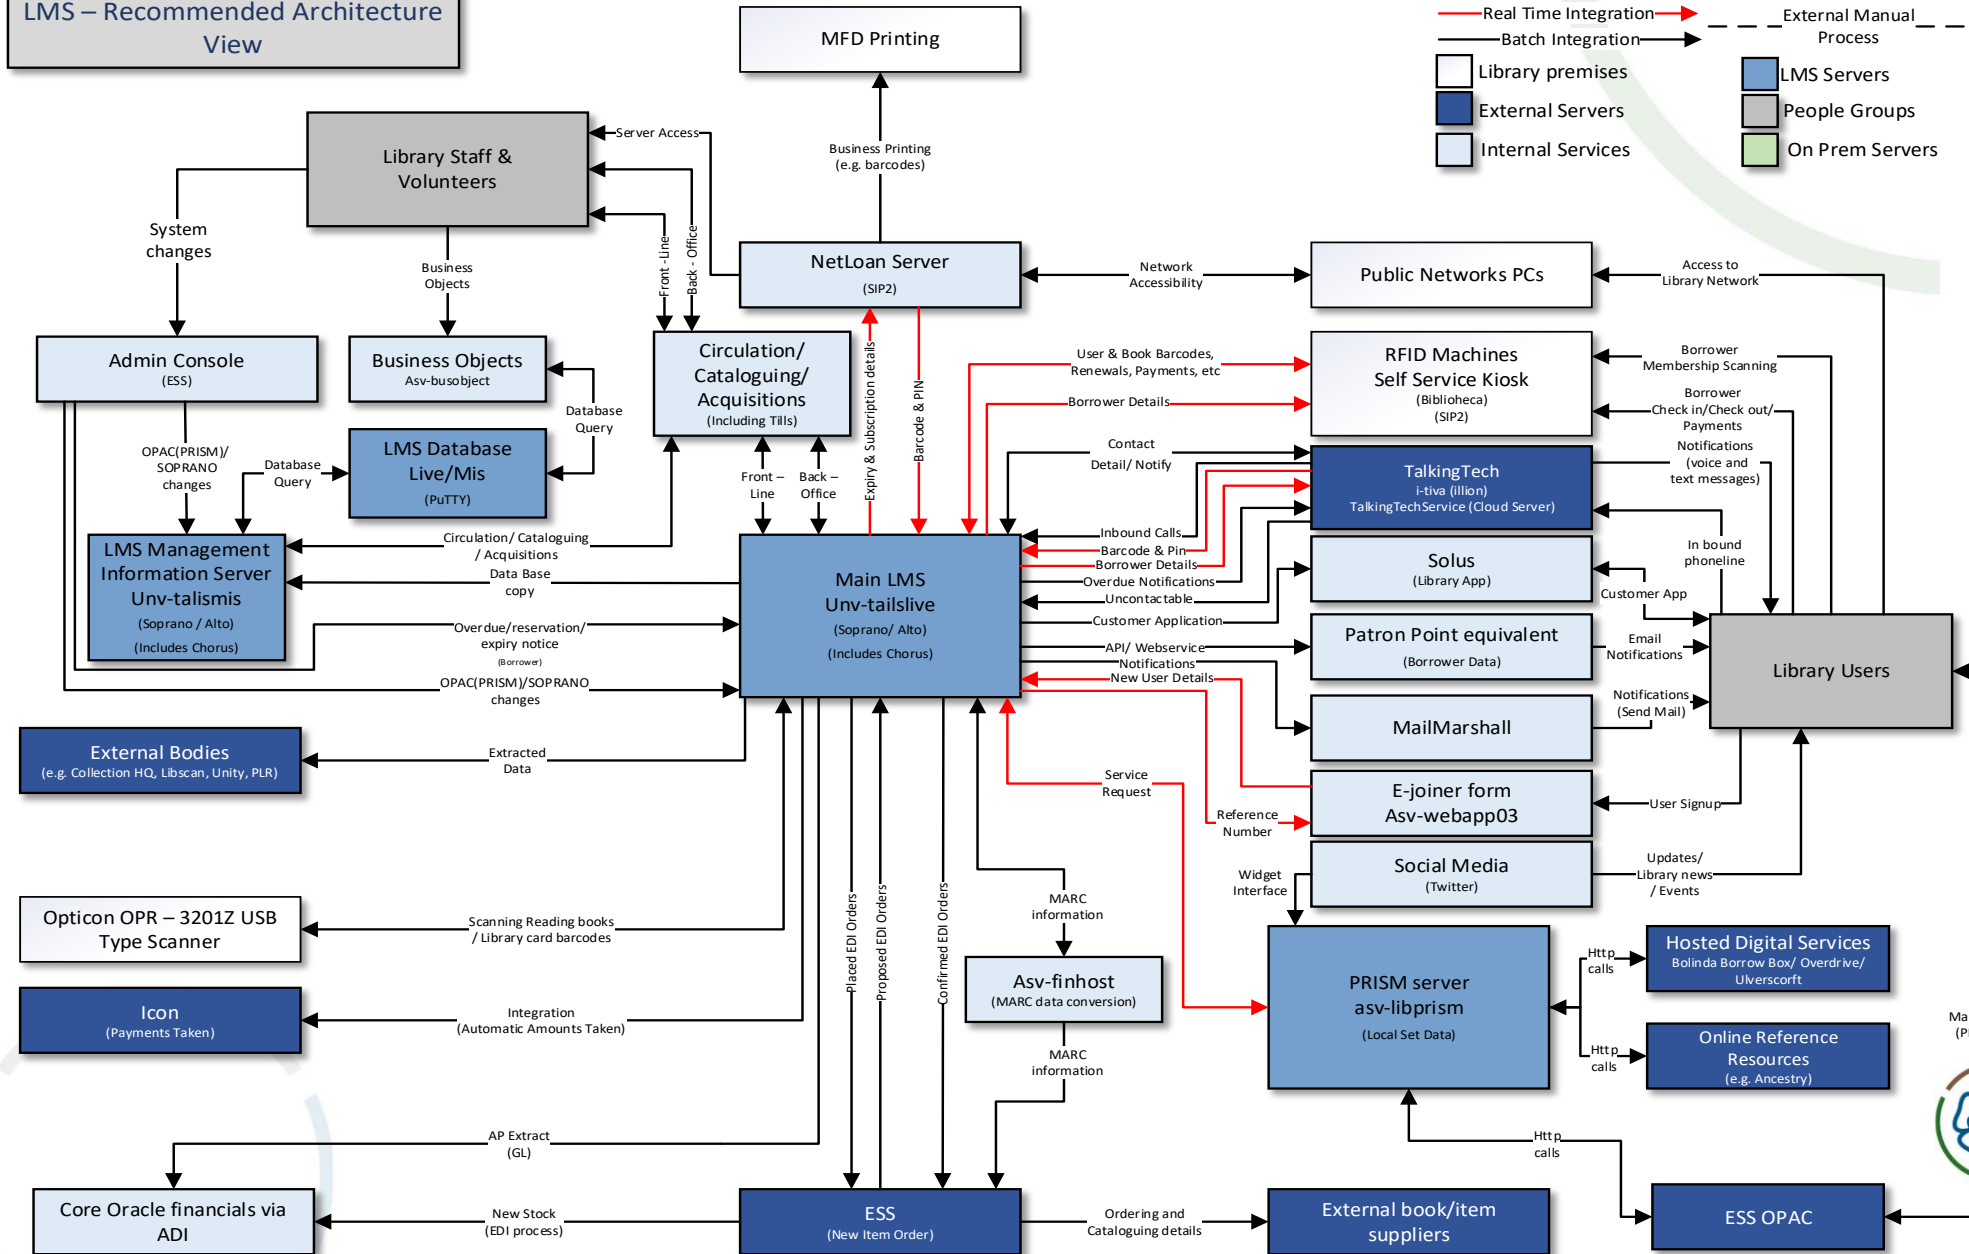 LMS – Recommended Architecture
View
Real Time Integration
Batch Integration
External Manual
Process
Library premises
LMS Servers
External Servers
People Groups
Internal Services
On Prem Servers
MFD Printing
Business Printing
(e.g. barcodes)
Library Staff &
Volunteers
Server Access
System
changes
Business
Objects
Front -Line
Back - Office
NetLoan Server
(SIP2)
Network
Accessibility
Public Networks PCs
Access to
Library Network
Admin Console
(ESS)
Business Objects
Asv-busobject
Circulation/
Cataloguing/
Acquisitions
(Including Tills)
Expiry & Subscription details
Barcode & PIN
User & Book Barcodes,
Renewals, Payments, etc
Borrower Details
RFID Machines
Self Service Kiosk
(Biblioheca)
(SIP2)
Borrower
Membership Scanning
Borrower
Check in/Check out/
Payments
Database
Query
OPAC(PRISM)/
SOPRANO
changes
Database
Query
LMS Database
Live/Mis
(PuTTY)
Front –
Line
Back –
Office
Contact
Detail/ Notify
TalkingTech
i-tiva (illion)
TalkingTechService (Cloud Server)
Notifications
(voice and
text messages)
LMS Management
Information Server
Unv-talismis
(Soprano / Alto)
(Includes Chorus)
Circulation/ Cataloguing
/ Acquisitions
Data Base
copy
Overdue/reservation/
expiry notice
(Borrower)
OPAC(PRISM)/SOPRANO
changes
Main LMS
Unv-tailslive
(Soprano/ Alto)
(Includes Chorus)
Inbound Calls
Barcode & Pin
Borrower Details
Overdue Notifications
Uncontactable
Customer Application
API/ Webservice
Notifications
New User Details
Solus
(Library App)
In bound
phoneline
Customer App
Patron Point equivalent
(Borrower Data)
Email
Notifications
Library Users
MailMarshall
Notifications
(Send Mail)
External Bodies
(e.g. Collection HQ, Libscan, Unity, PLR)
Extracted
Data
Service
Request
Reference
Number
E-joiner form
Asv-webapp03
User Signup
Social Media
(Twitter)
Updates/
Library news
/ Events
Widget
Interface
Opticon OPR – 3201Z USB
Type Scanner
Scanning Reading books
/ Library card barcodes
Placed EDI Orders
Proposed EDI Orders
Confirmed EDI Orders
MARC
information
Asv-finhost
(MARC data conversion)
MARC
information
PRISM server
asv-libprism
(Local Set Data)
Http
calls
Hosted Digital Services
Bolinda Borrow Box/ Overdrive/
Ulverscorft
Http
calls
Online Reference
Resources
(e.g. Ancestry)
Icon
(Payments Taken)
Integration
(Automatic Amounts Taken)
Ma
(P
AP Extract
(GL)
Http
calls
Core Oracle financials via
ADI
New Stock
(EDI process)
ESS
(New Item Order)
Ordering and
Cataloguing details
External book/item
suppliers
ESS OPAC